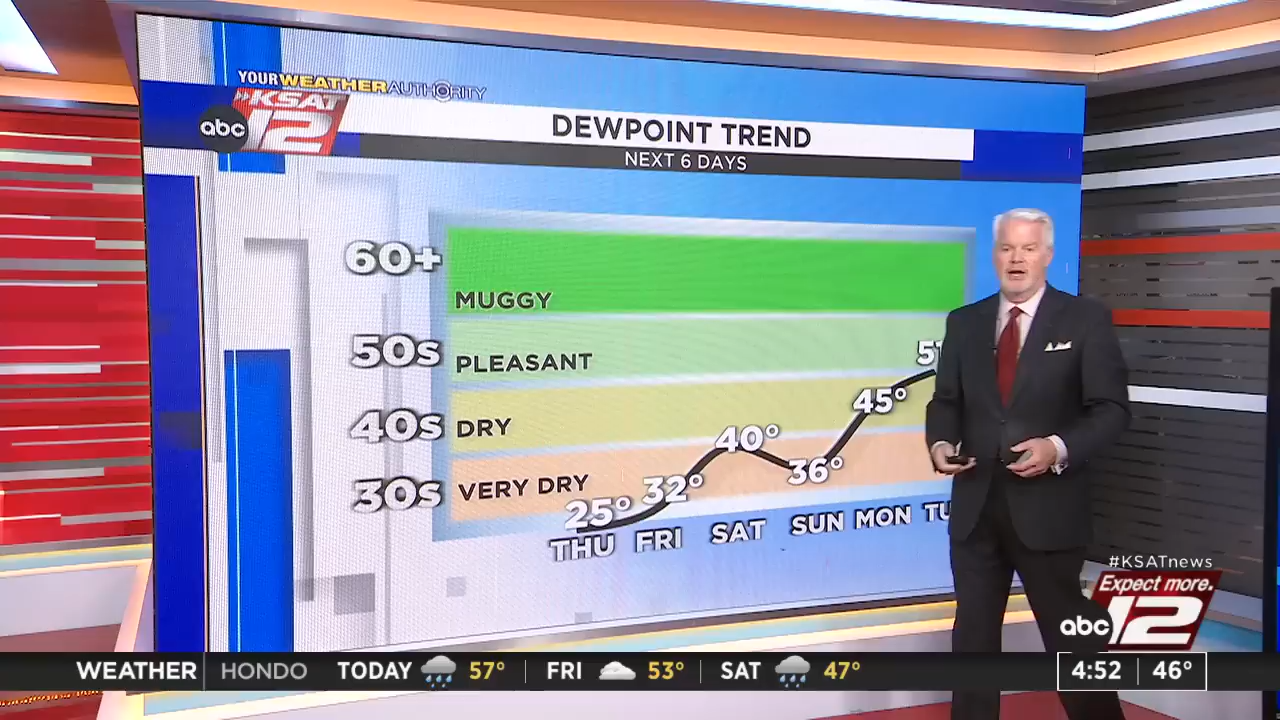 YOUR WEATHER AUTHORITY
KSAT
abc 12
DEWPOINT TREND
NEXT 6 DAYS
60+
MUGGY
50s PLEASANT
40s DRY
30s VERY DRY
25° 32° 40° 36° 45°
THU FRI SAT SUN MON
#KSATnews
Expect more.
abc 12
WEATHER HONDO TODAY 57° FRI 53° SAT 47° 4:52 46°